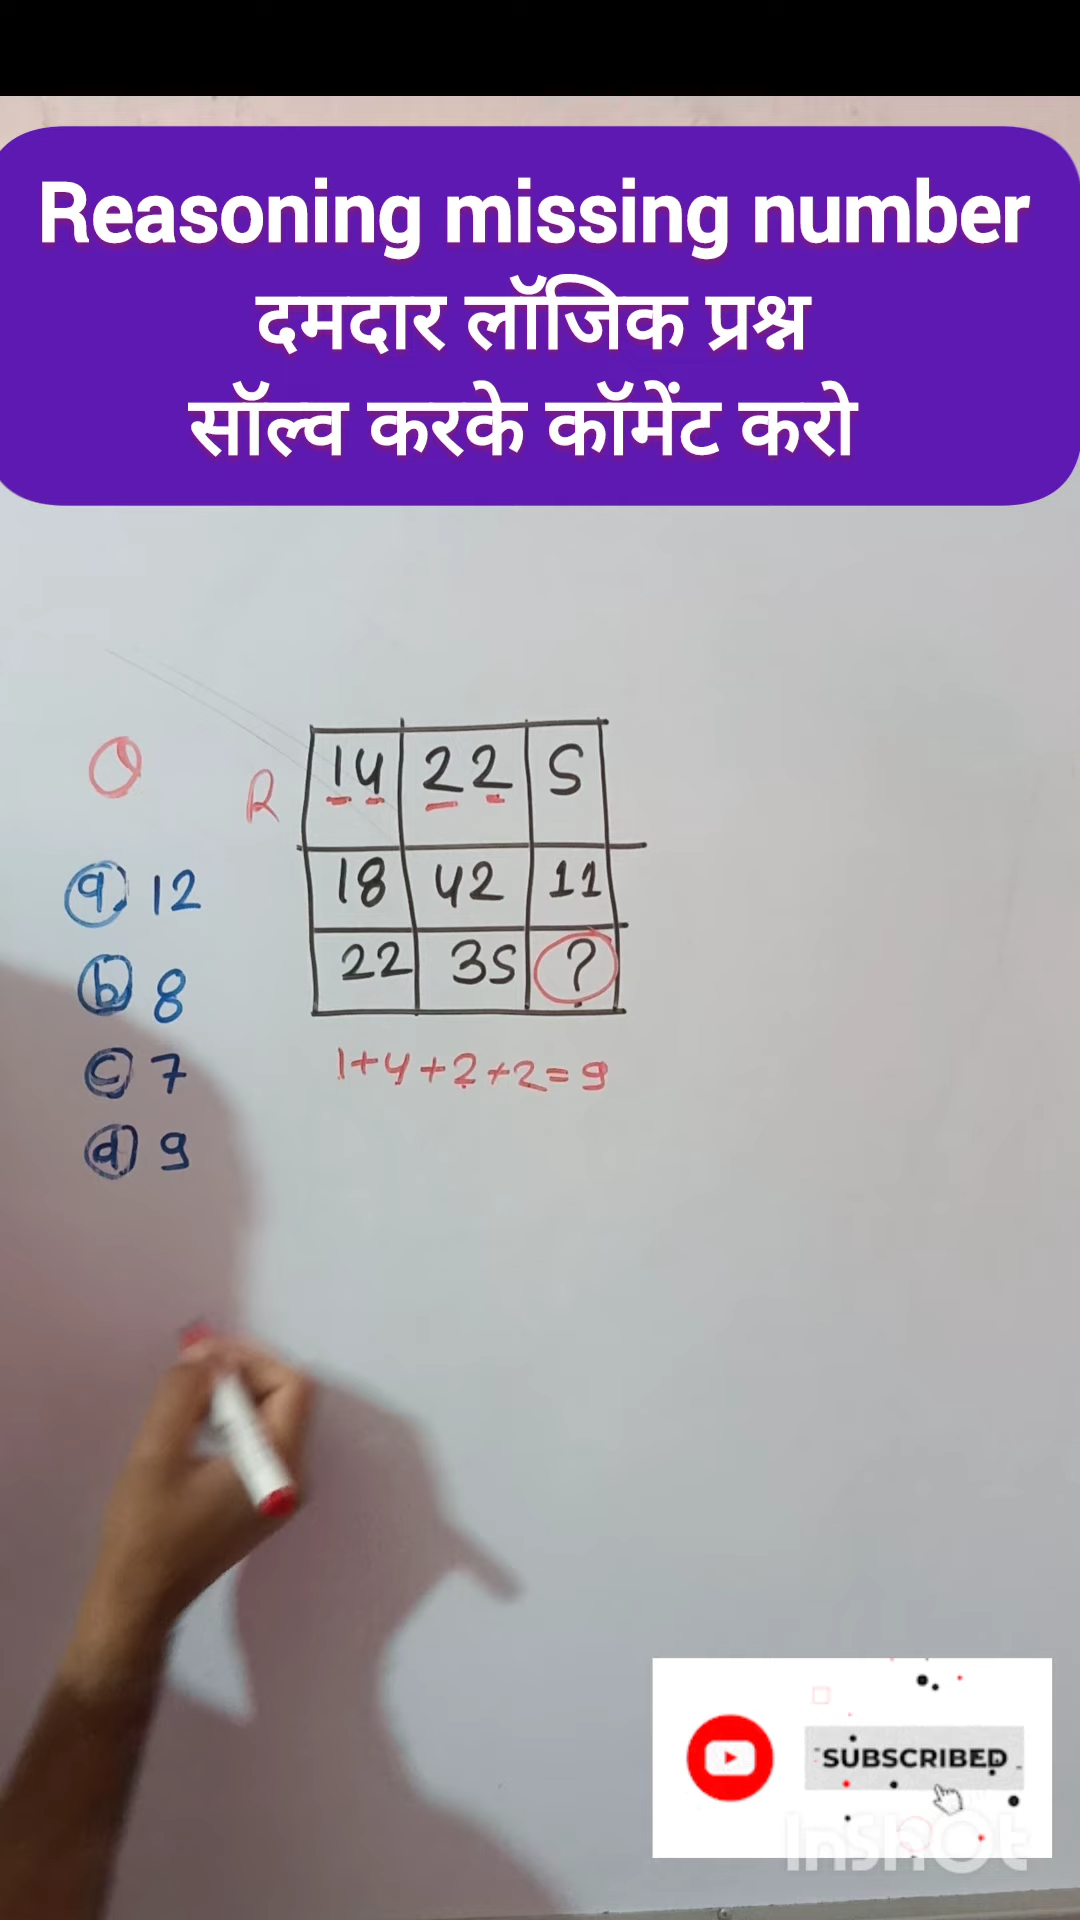 Reasoning missing number
दमदार लॉजिक प्रश्न
सॉल्व करके कॉमेंट करो
Q
R
14 22 5
18 42 11
22 35 ?
a 12
b 8
c 7
d 9
1+4+2+2=9
SUBSCRIBED
InShot